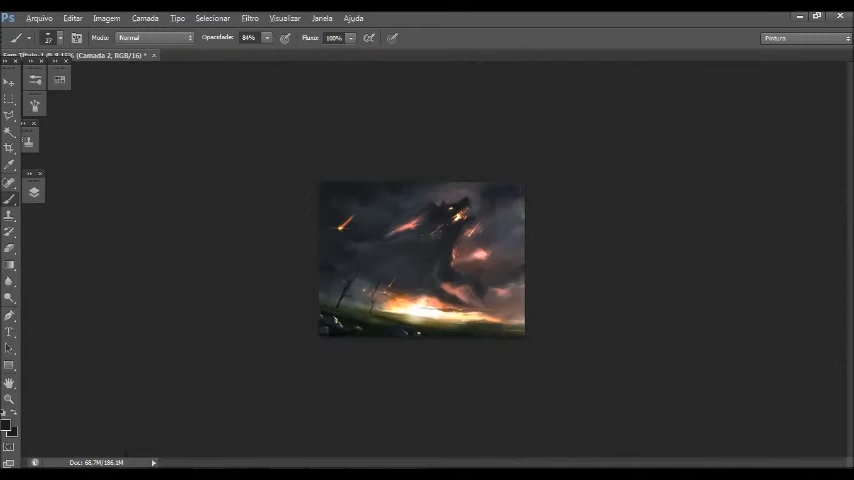 Ps Arquivo Editar Imagem Camada Tipo Selecionar Filtro Visualizar Janela Ajuda
27 Modo: Normal Opacidade: 84% Fluxo: 100% Pintura
(Camada 2, RGB/16) * ×
T
Doc: 68,7M/186,1M